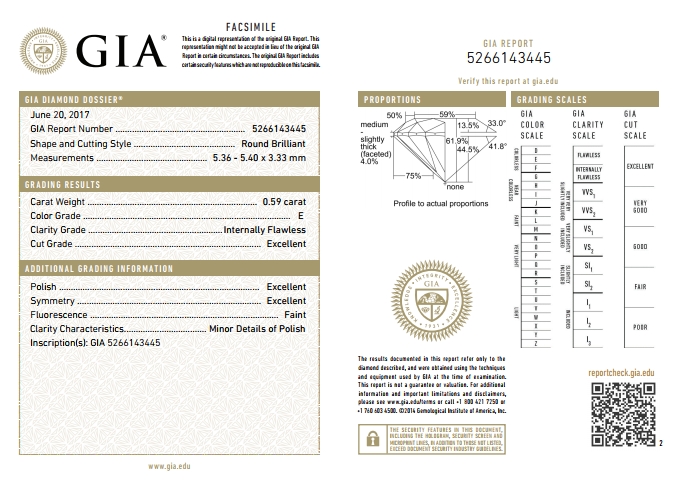 FACSIMILE
This is a digital representation of the original GIA Report. This
representation might not be accepted in lieu of the original GIA
Report in certain circumstances. The original GIA Report includes
certain security features which are not reproducible on this facsimile.
GIA®
GIA DIAMOND DOSSIER®
June 20, 2017
GIA Report Number 5266143445
Shape and Cutting Style Round Brilliant
Measurements 5.36 - 5.40 x 3.33 mm
GRADING RESULTS
Carat Weight 0.59 carat
Color Grade E
Clarity Grade Internally Flawless
Cut Grade Excellent
ADDITIONAL GRADING INFORMATION
Polish Excellent
Symmetry Excellent
Fluorescence Faint
Clarity Characteristics Minor Details of Polish
Inscription(s): GIA 5266143445
www.gia.edu
GIA REPORT
5266143445
Verify this report at gia.edu
PROPORTIONS
50%
59%
medium
-
slightly
thick
(faceted)
4.0%
13.5%
33.0°
61.9%
44.5%
41.8°
75%
none
Profile to actual proportions
GIA
The results documented in this report refer only to the
diamond described, and were obtained using the techniques
and equipment used by GIA at the time of examination.
This report is not a guarantee or valuation. For additional
information and important limitations and disclaimers,
please see www.gia.edu/terms or call +1 800 421 7250 or
+1 760 603 4500. ©2014 Gemological Institute of America, Inc.
THE SECURITY FEATURES IN THIS DOCUMENT,
INCLUDING THE HOLOGRAM, SECURITY SCREEN AND
MICROPRINT LINES, IN ADDITION TO THOSE NOT LISTED,
EXCEED DOCUMENT SECURITY INDUSTRY GUIDELINES.
GRADING SCALES
GIA
COLOR
SCALE
COLORLESS
D
E
F
NEAR COLORLESS
G
H
I
J
FAINT
K
L
M
VERY LIGHT
N
O
P
Q
R
LIGHT
S
T
U
V
W
X
Y
Z
GIA
CLARITY
SCALE
FLAWLESS
INTERNALLY
FLAWLESS
VERY VERY SLIGHTLY INCLUDED
VVS1
VVS2
VERY SLIGHTLY INCLUDED
VS1
VS2
SLIGHTLY INCLUDED
SI1
SI2
INCLUDED
I1
I2
I3
GIA
CUT
SCALE
EXCELLENT
VERY
GOOD
GOOD
FAIR
POOR
reportcheck.gia.edu
2